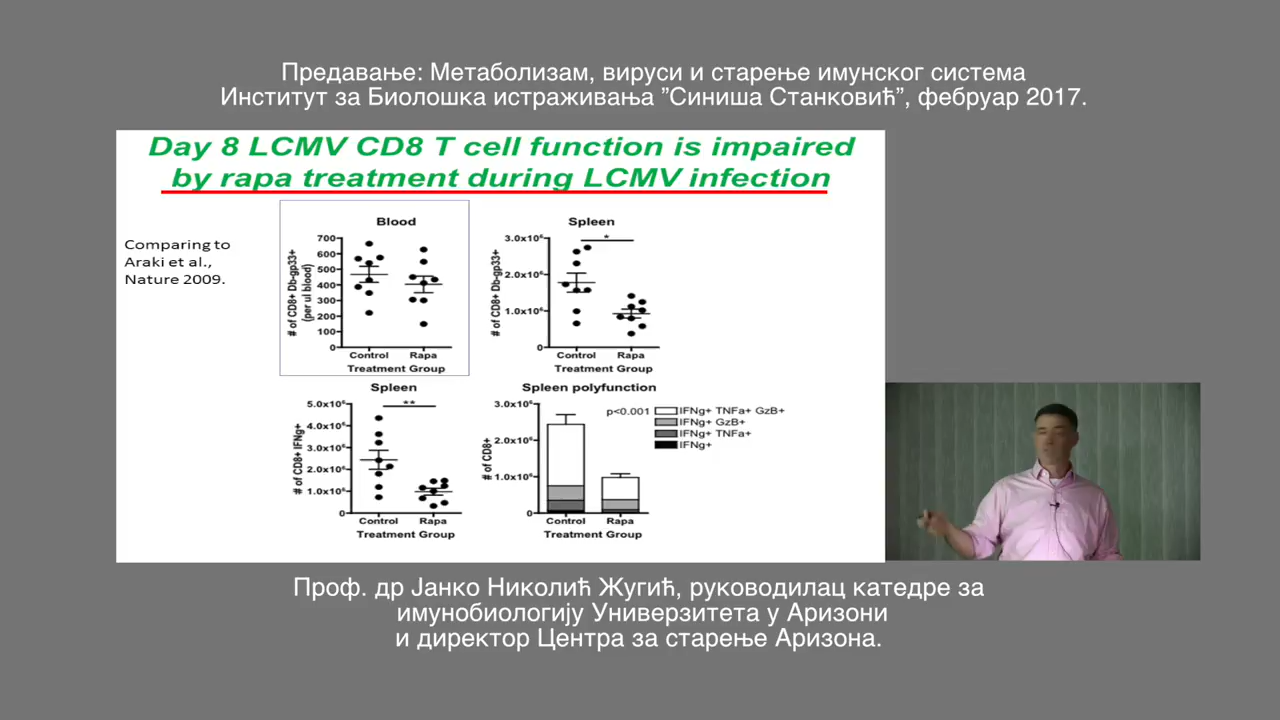 Предавање: Метаболизам, вируси и старење имунског система
Институт за Биолошка истраживања ”Синиша Станковић”, фебруар 2017.
Day 8 LCMV CD8 T cell function is impaired
by rapa treatment during LCMV infection
Comparing to
Araki et al.,
Nature 2009.
Blood
# of CD8+ Db-gp33+
(per ul blood)
700
600
500
400
300
200
100
0
Control Rapa
Treatment Group
Spleen
# of CD8+ Db-gp33+
3.0x10⁶
2.0x10⁶
1.0x10⁶
0
*
Control Rapa
Treatment Group
Spleen
# of CD8+ IFNg+
5.0x10⁶
4.0x10⁶
3.0x10⁶
2.0x10⁶
1.0x10⁶
0
**
Control Rapa
Treatment Group
Spleen polyfunction
# of CD8+
3.0x10⁶
2.0x10⁶
1.0x10⁶
0
p<0.001
IFNg+ TNFa+ GzB+
IFNg+ GzB+
IFNg+ TNFa+
IFNg+
Control Rapa
Treatment Group
Проф. др Јанко Николић Жугић, руководилац катедре за
имунобиологију Универзитета у Аризони
и директор Центра за старење Аризона.